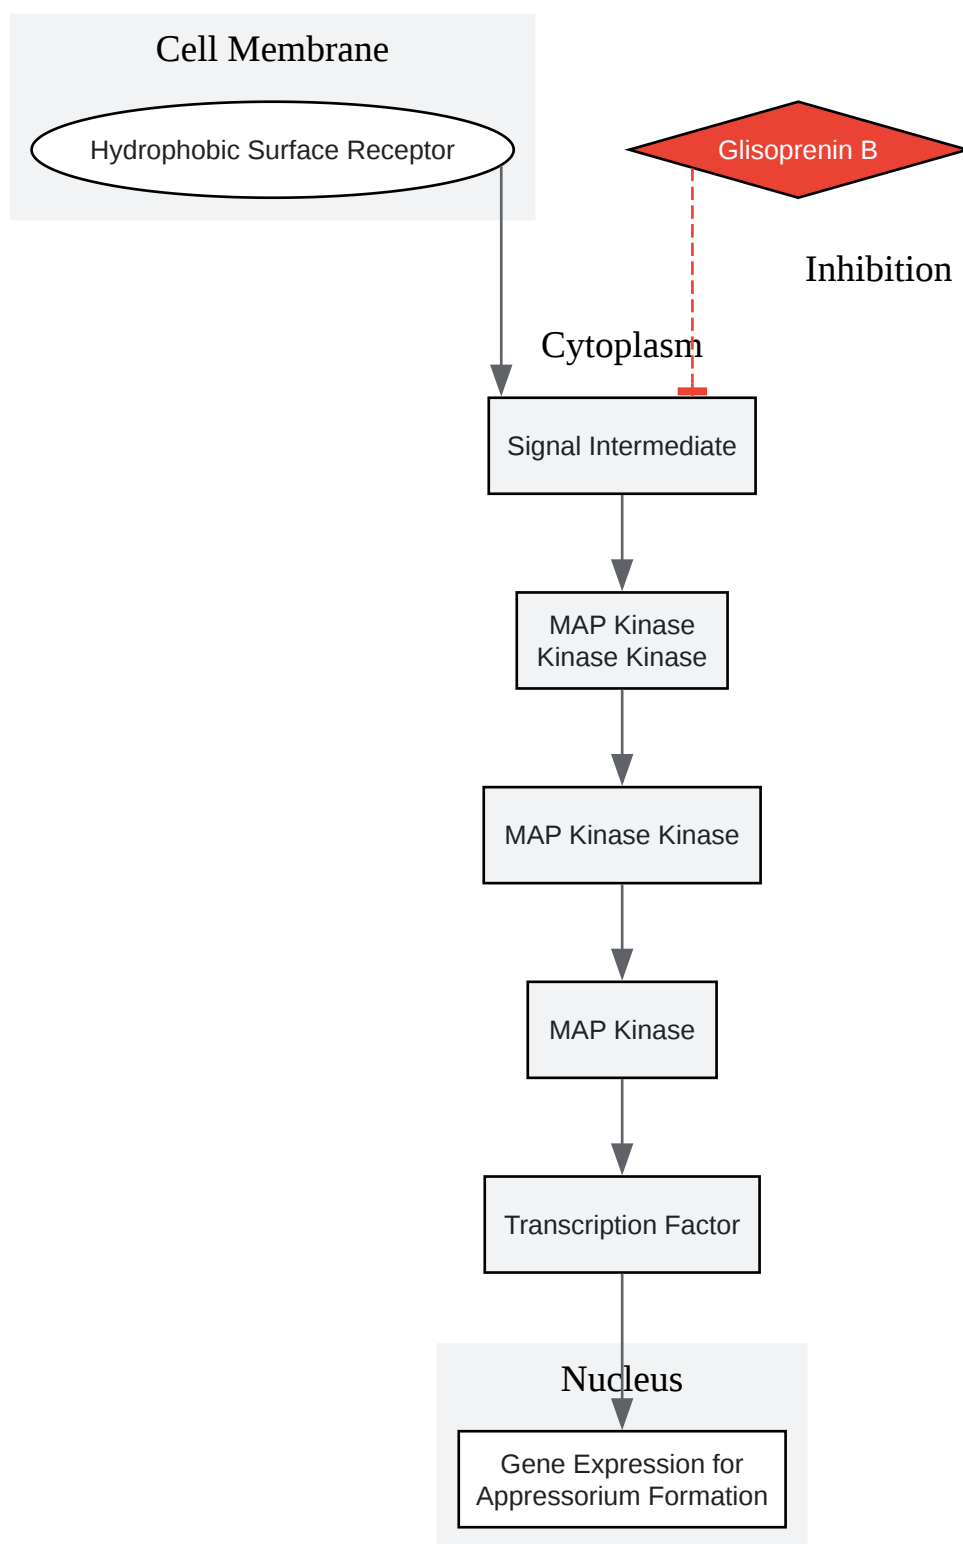 Cell Membrane
Hydrophobic Surface Receptor
Glisoprenin B
Inhibition
Cytoplasm
Signal Intermediate
MAP Kinase
Kinase Kinase
MAP Kinase Kinase
MAP Kinase
Transcription Factor
Nucleus
Gene Expression for
Appressorium Formation